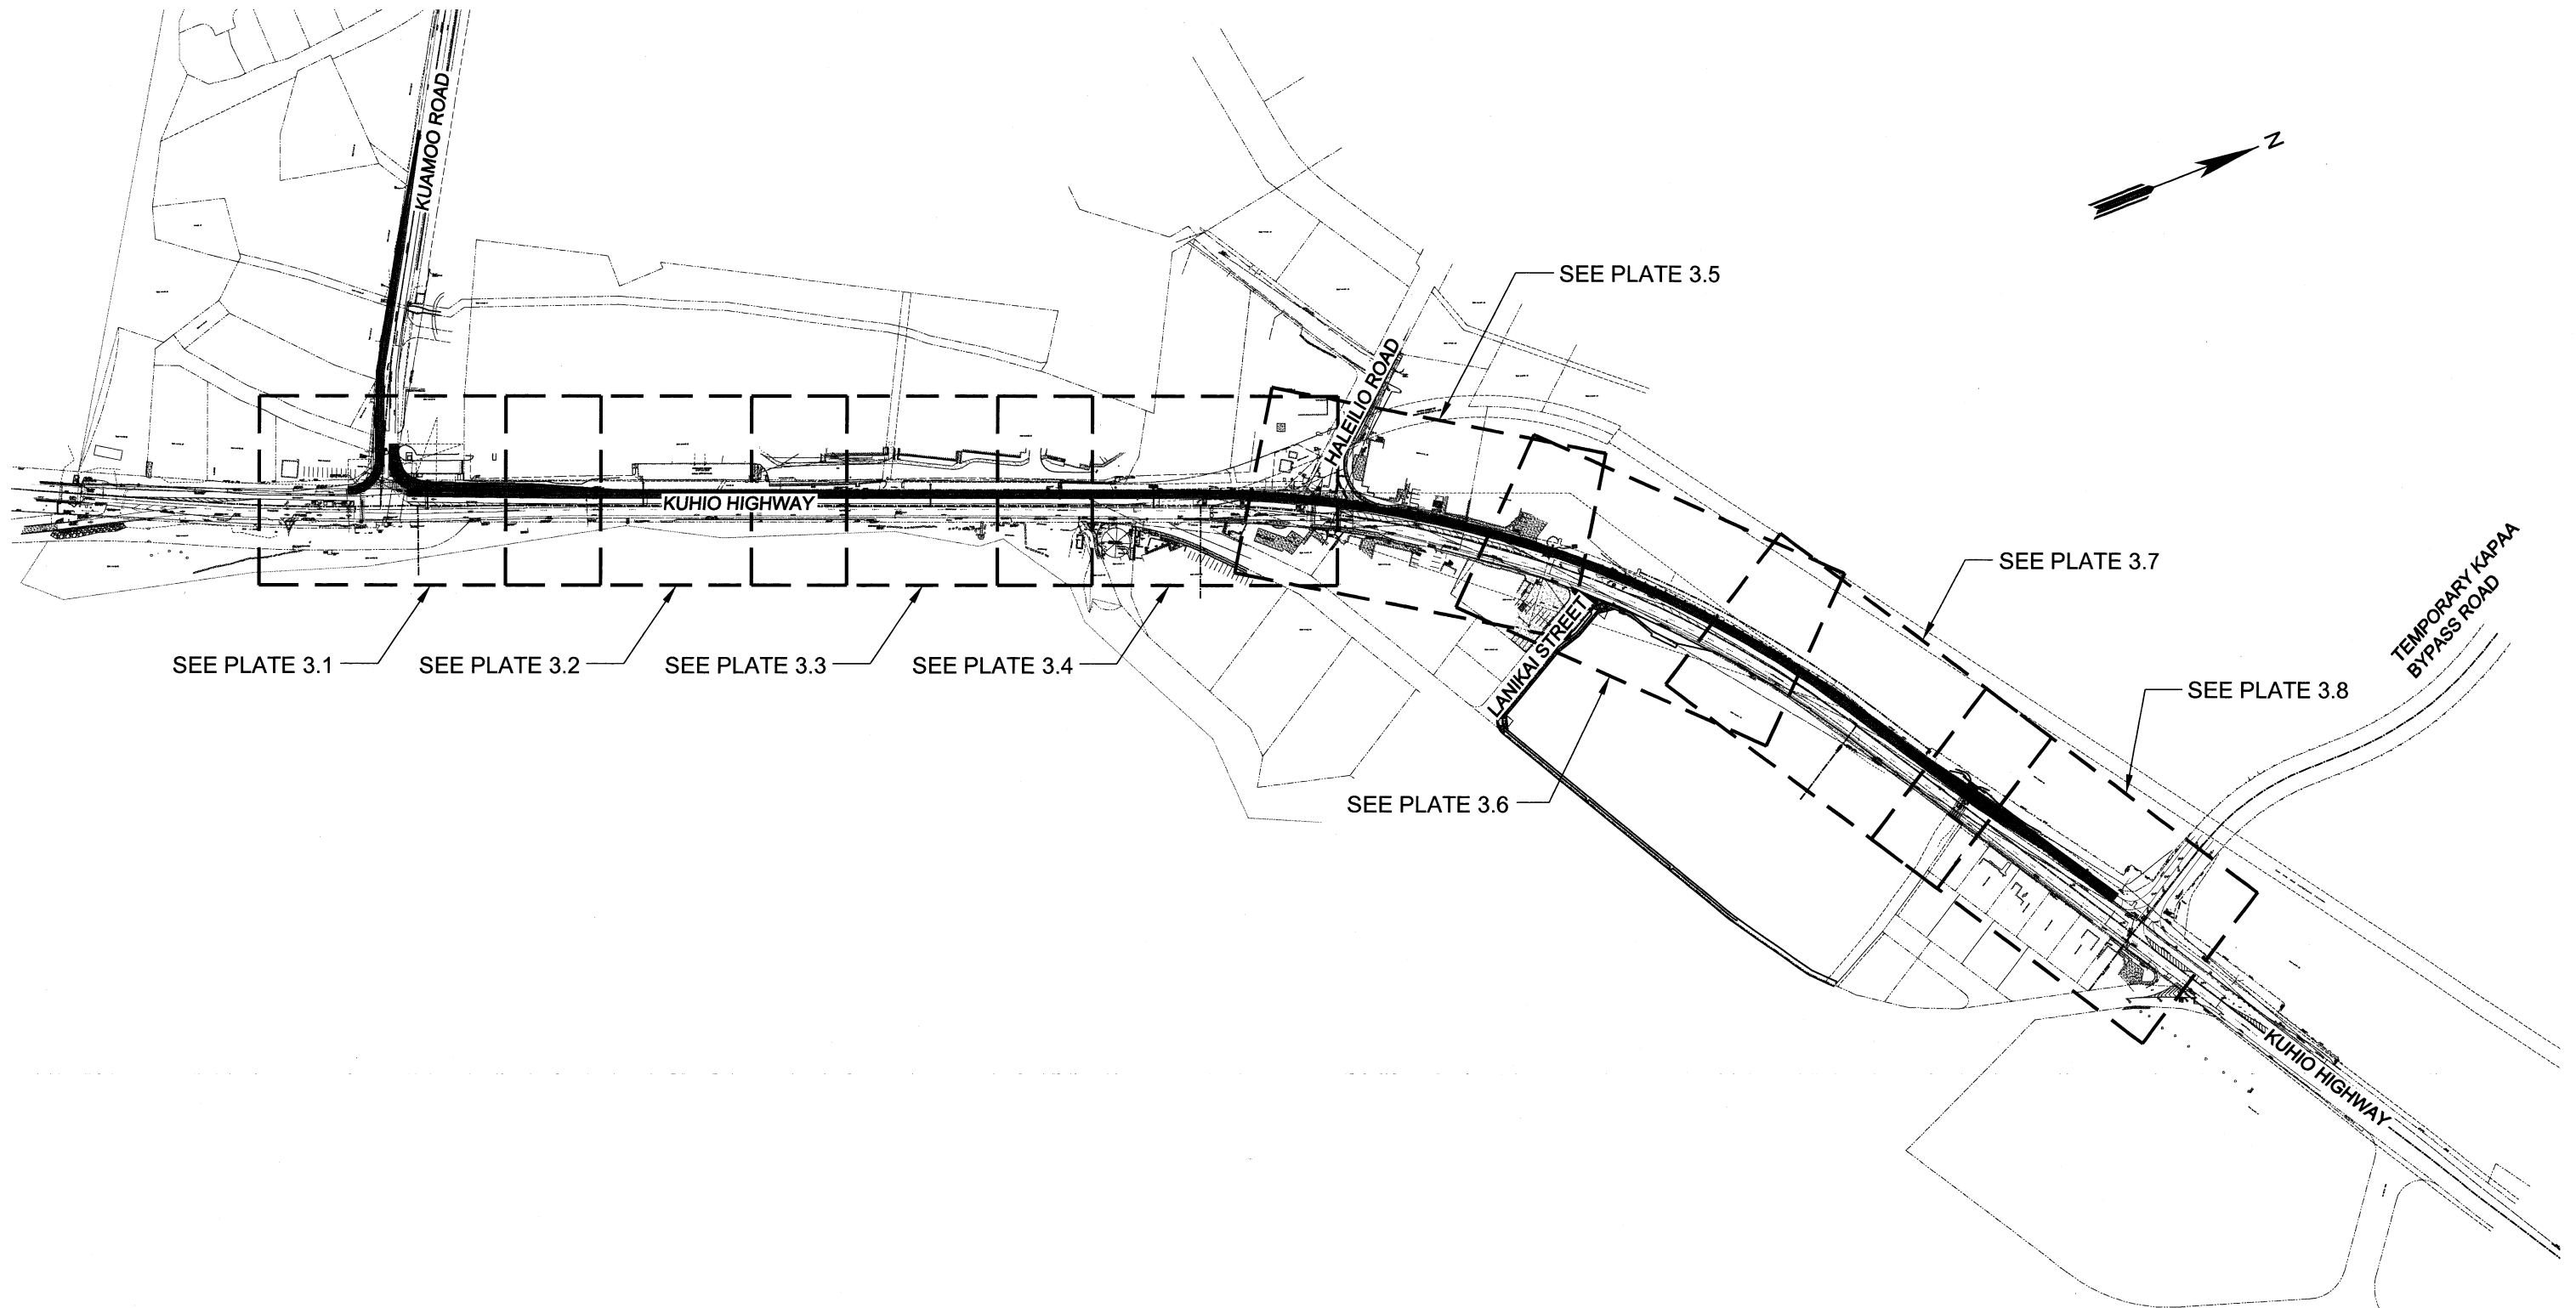 KUAMOO ROAD
N
SEE PLATE 3.5
HALEILIO ROAD
KUHIO HIGHWAY
SEE PLATE 3.7
TEMPORARY KAPAA
BYPASS ROAD
SEE PLATE 3.1
SEE PLATE 3.2
SEE PLATE 3.3
SEE PLATE 3.4
LANIKAI STREET
SEE PLATE 3.8
SEE PLATE 3.6
KUHIO HIGHWAY